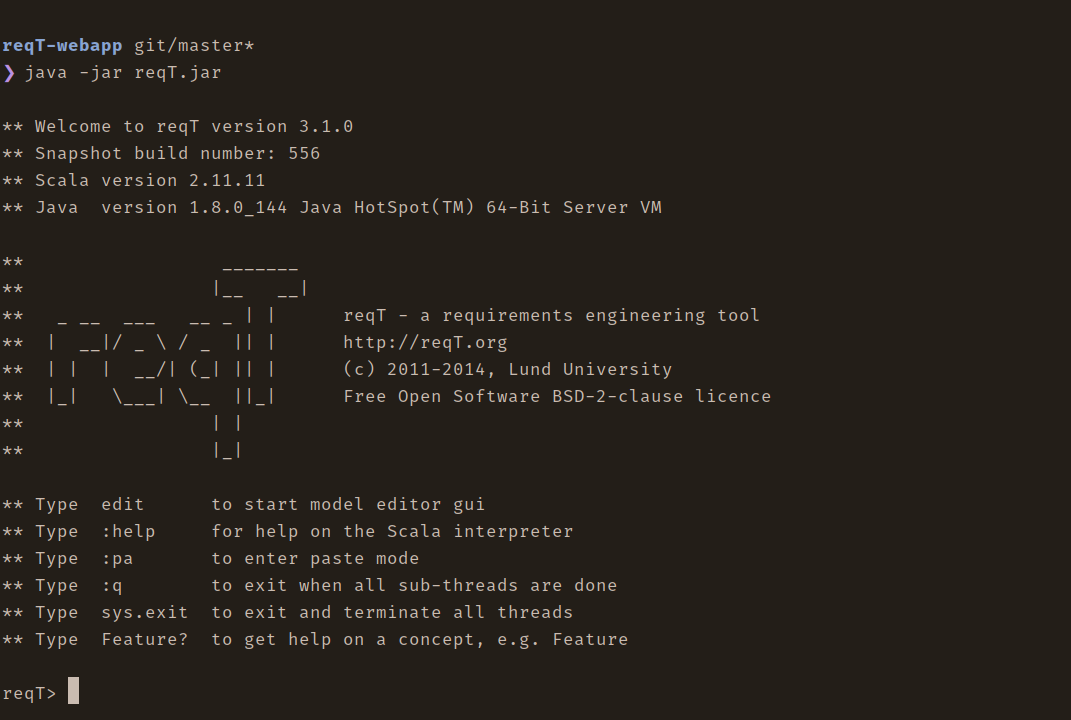 reqT-webapp git/master*
❯ java -jar reqT.jar
** Welcome to reqT version 3.1.0
** Snapshot build number: 556
** Scala version 2.11.11
** Java  version 1.8.0_144 Java HotSpot(TM) 64-Bit Server VM
**                  _______
**                 |__   __|
**   _ __  ___   __ _ | |      reqT - a requirements engineering tool
**  |  __|/ _ \ / _  || |      http://reqT.org
**  | |  |  __/| (_| || |      (c) 2011-2014, Lund University
**  |_|   \___| \__  ||_|      Free Open Software BSD-2-clause licence
**                 | |
**                 |_|
** Type  edit      to start model editor gui
** Type  :help     for help on the Scala interpreter
** Type  :pa       to enter paste mode
** Type  :q        to exit when all sub-threads are done
** Type  sys.exit  to exit and terminate all threads
** Type  Feature?  to get help on a concept, e.g. Feature
reqT>